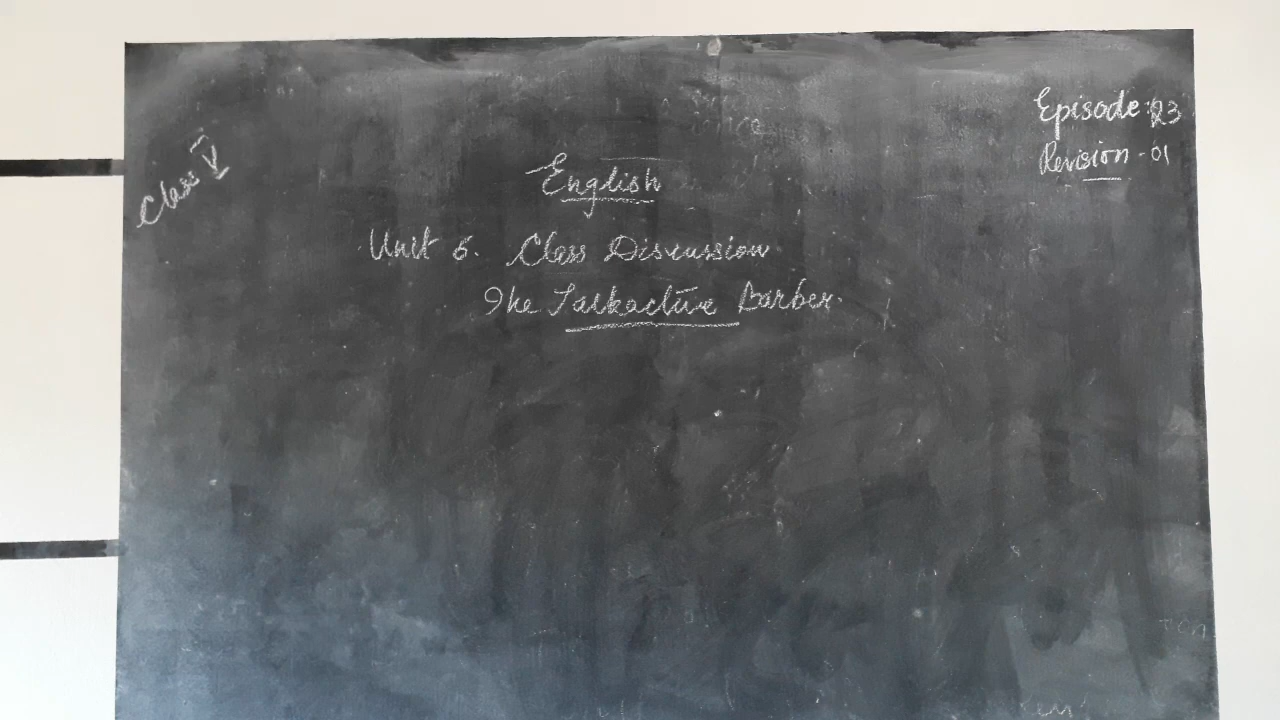 Class V
Episode: 23
Revision - 01
English
Unit 6. Class Discussion
The Talkactive Barber.